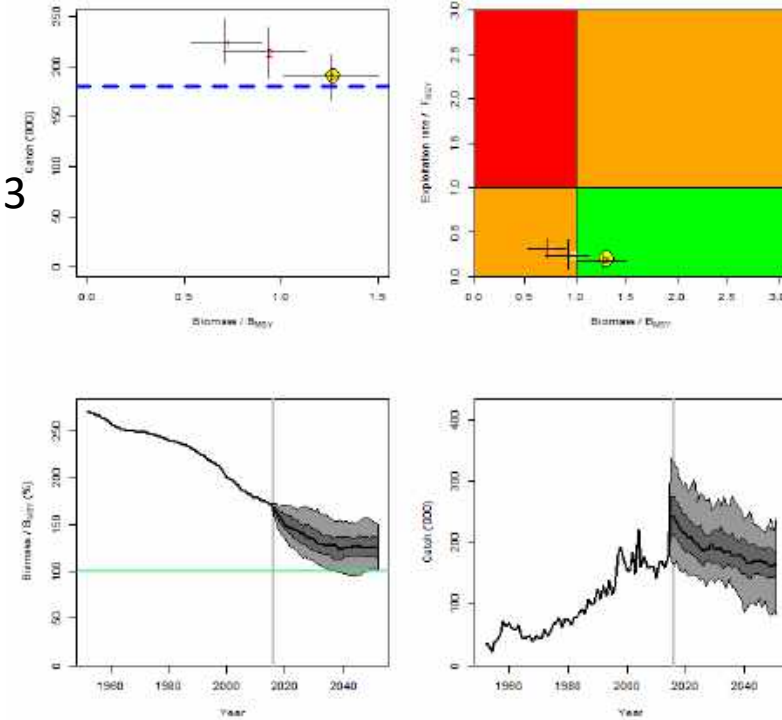 3
Catch ('000)
0 50 100 150 200 250
0.0 0.5 1.0 1.5
Biomass / BMSY
Exploitation rate / FMSY
0.0 0.5 1.0 1.5 2.0 3.0
0.0 0.5 1.0 1.5 2.0 2.5 3.0
Biomass / BMSY
Biomass / BMSY (%)
0 50 100 150 200 250
1960 1980 2000 2020 2040
Year
Catch ('000)
0 100 200 300 400
1960 1980 2000 2020 2040
Year